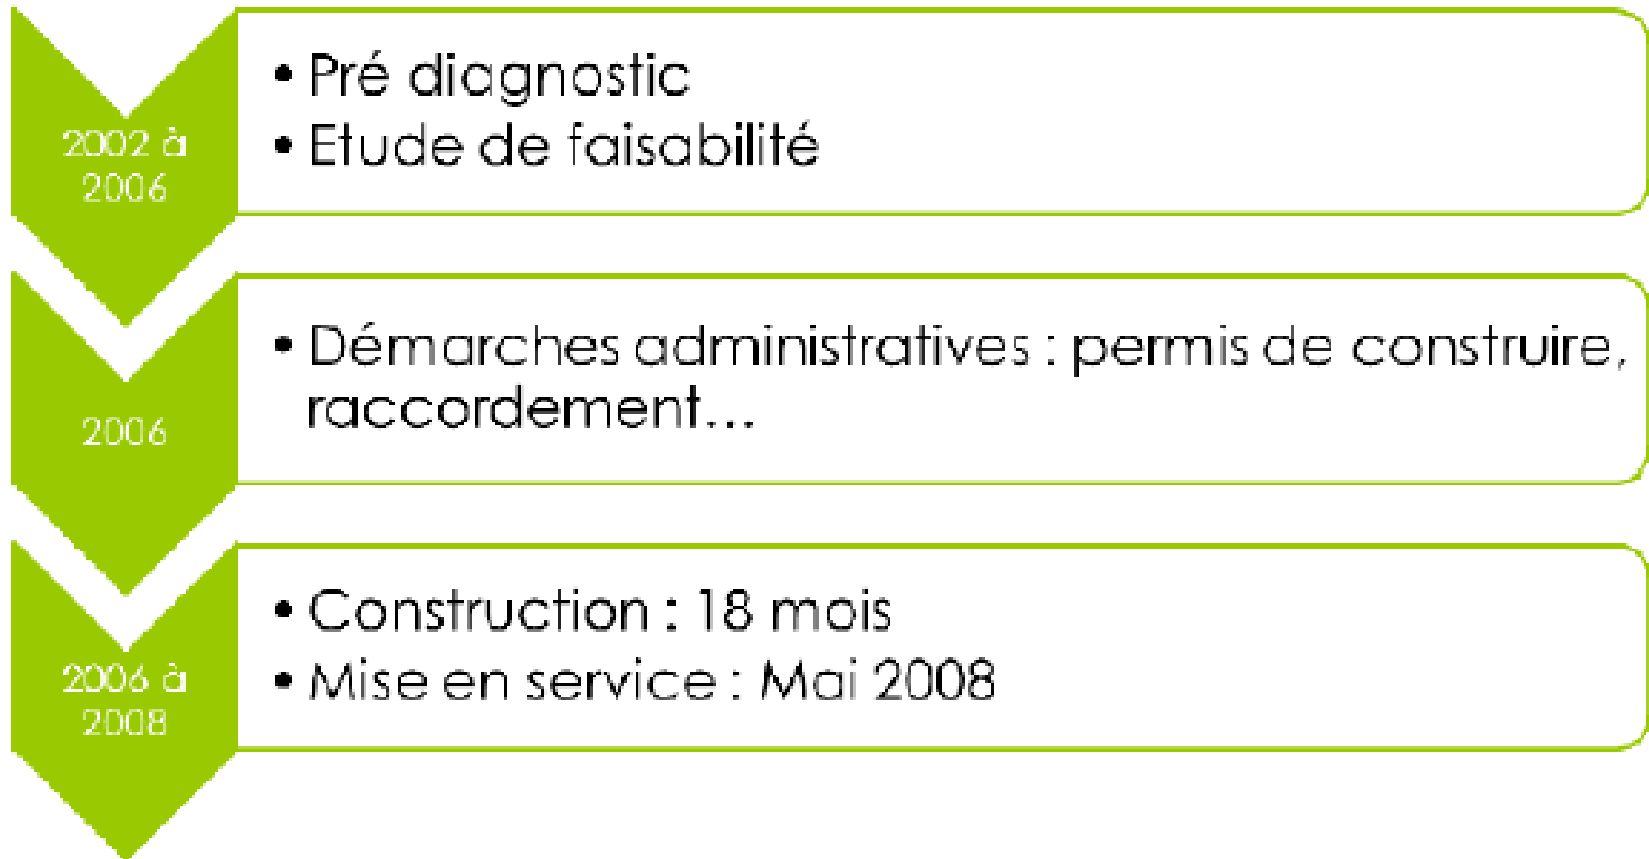 2002 à
2006
• Pré diagnostic
• Etude de faisabilité
2006
• Démarches administratives : permis de construire,
raccordement...
2006 à
2008
• Construction : 18 mois
• Mise en service : Mai 2008